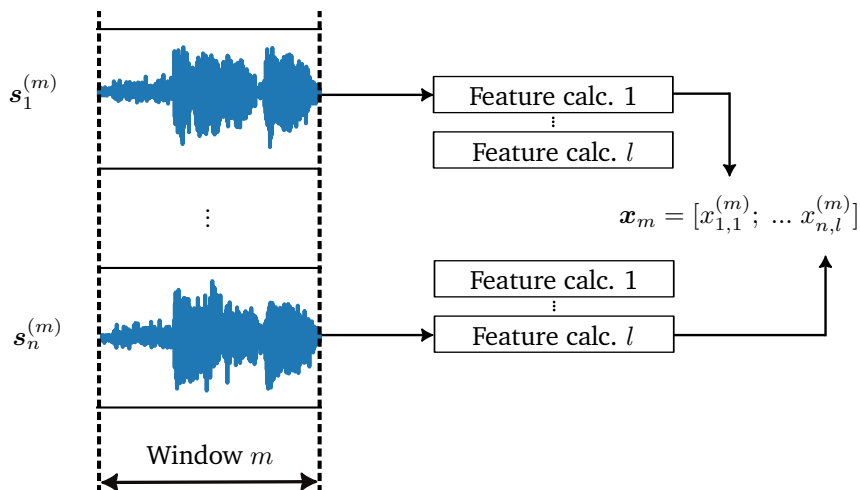 s_1^{(m)}
Feature calc. 1
⋮
Feature calc. l
⋮
x_m = [x_{1,1}^{(m)}; ... x_{n,l}^{(m)}]
Feature calc. 1
⋮
s_n^{(m)}
Feature calc. l
Window m